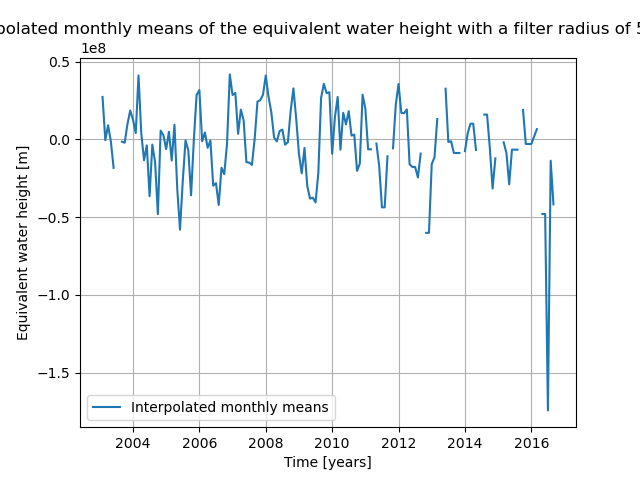 polated monthly means of the equivalent water height with a filter radius of 5
1e8
0.5
0.0
−0.5
−1.0
−1.5
Equivalent water height [m]
Interpolated monthly means
2004 2006 2008 2010 2012 2014 2016
Time [years]